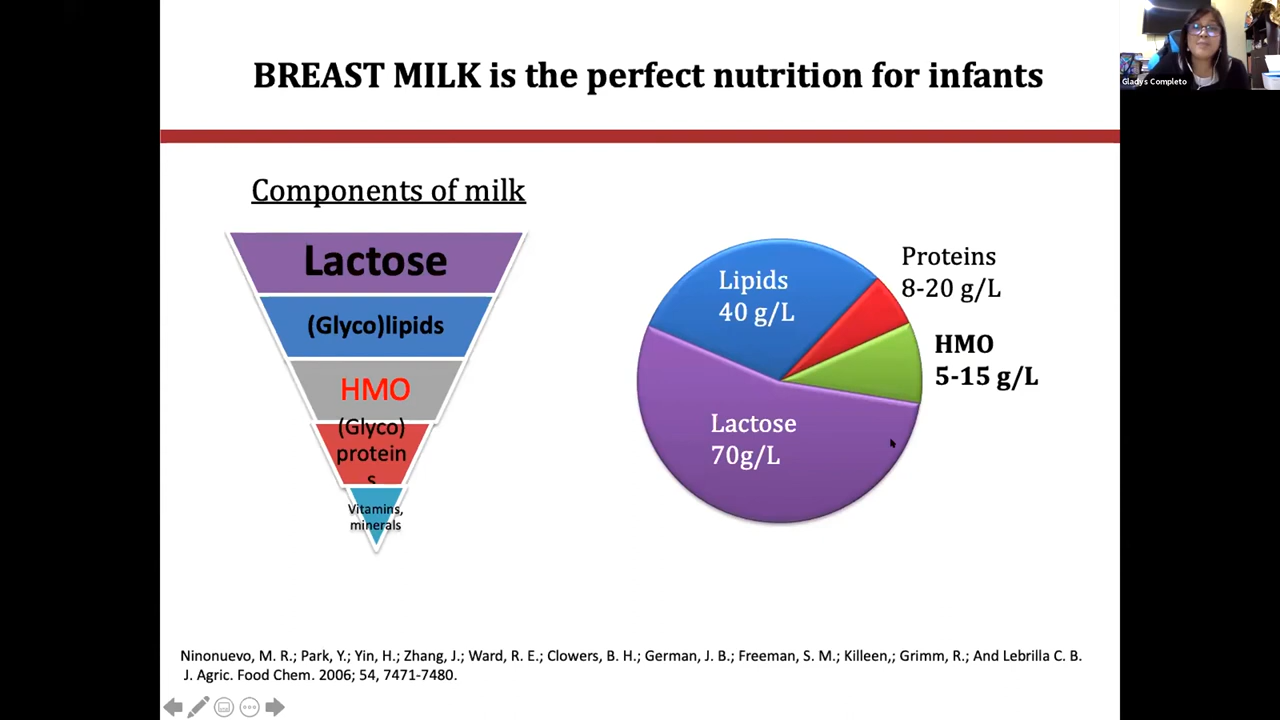 BREAST MILK is the perfect nutrition for infants
Gladys Completo
Components of milk
Lactose
(Glyco)lipids
HMO
(Glyco)
protein
s
Vitamins,
minerals
Lipids
40 g/L
Proteins
8-20 g/L
HMO
5-15 g/L
Lactose
70g/L
Ninonuevo, M. R.; Park, Y.; Yin, H.; Zhang, J.; Ward, R. E.; Clowers, B. H.; German, J. B.; Freeman, S. M.; Killeen,; Grimm, R.; And Lebrilla C. B.
J. Agric. Food Chem. 2006; 54, 7471-7480.